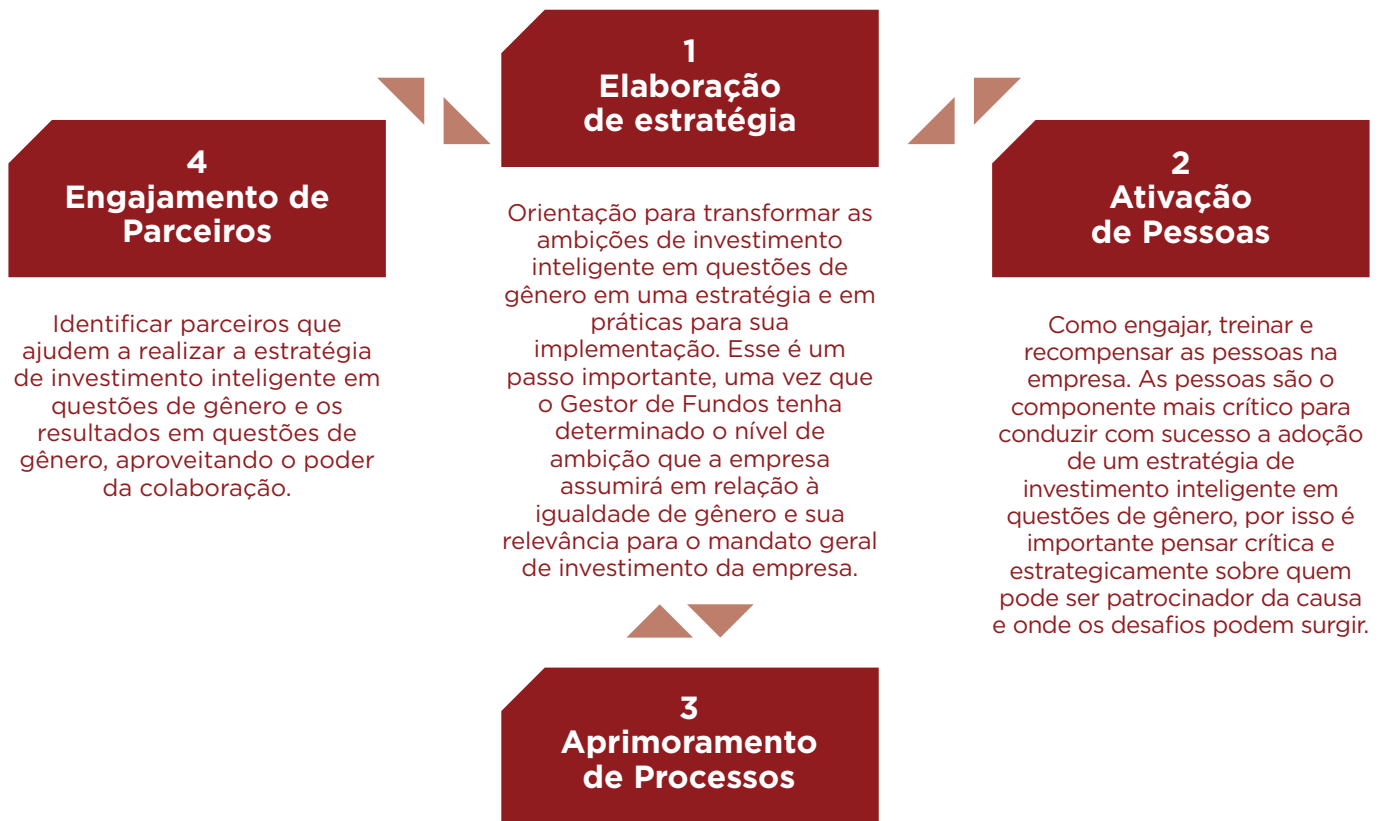 1
Elaboração
de estratégia
Orientação para transformar as
ambições de investimento
inteligente em questões de
gênero em uma estratégia e em
práticas para sua
implementação. Esse é um
passo importante, uma vez que
o Gestor de Fundos tenha
determinado o nível de
ambição que a empresa
assumirá em relação à
igualdade de gênero e sua
relevância para o mandato geral
de investimento da empresa.
2
Ativação
de Pessoas
Como engajar, treinar e
recompensar as pessoas na
empresa. As pessoas são o
componente mais crítico para
conduzir com sucesso a adoção
de um estratégia de
investimento inteligente em
questões de gênero, por isso é
importante pensar crítica e
estrategicamente sobre quem
pode ser patrocinador da causa
e onde os desafios podem surgir.
3
Aprimoramento
de Processos
4
Engajamento de
Parceiros
Identificar parceiros que
ajudem a realizar a estratégia
de investimento inteligente em
questões de gênero e os
resultados em questões de
gênero, aproveitando o poder
da colaboração.